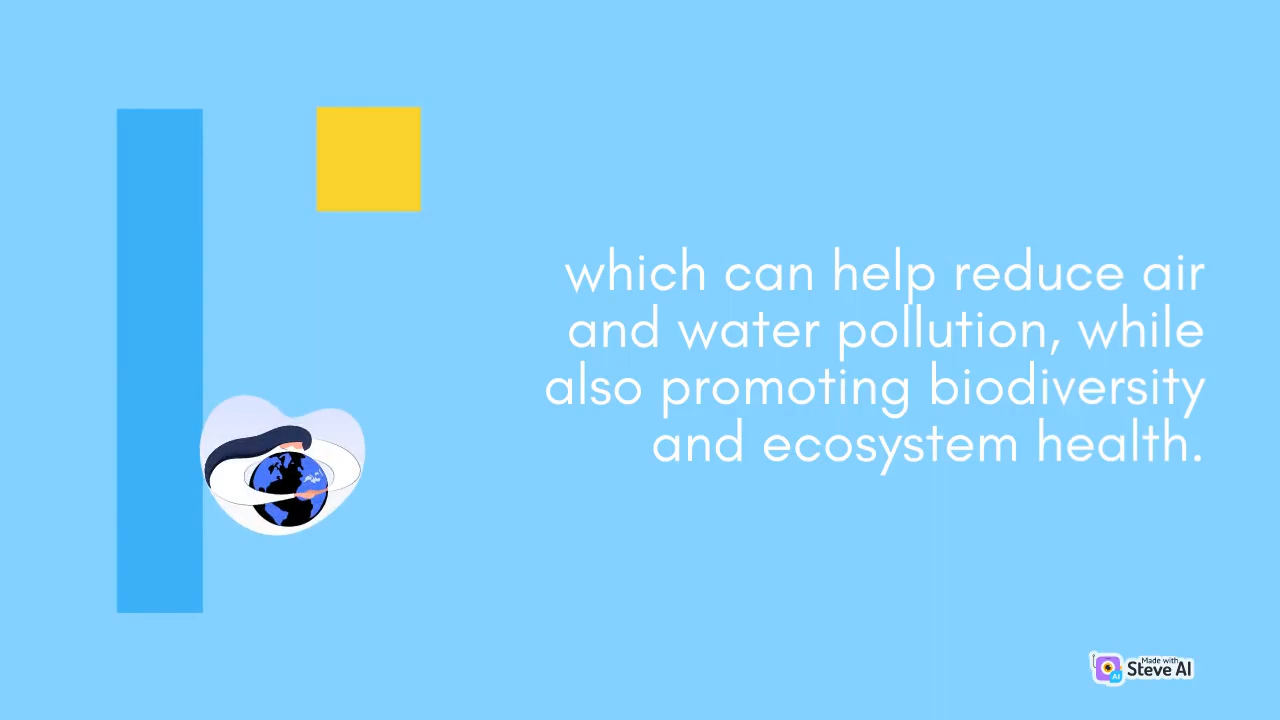 which can help reduce air
and water pollution, while
also promoting biodiversity
and ecosystem health.
Made with
Steve AI
AI